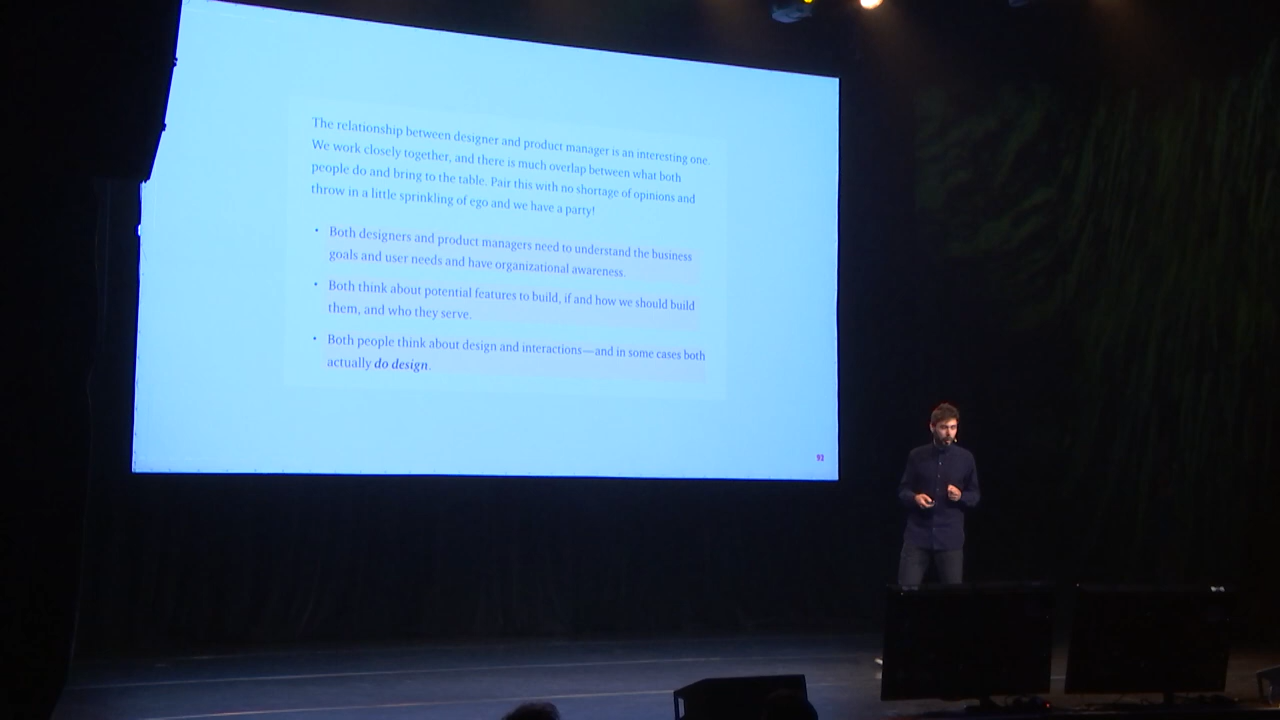 The relationship between designer and product manager is an interesting one.
We work closely together, and there is much overlap between what both
people do and bring to the table. Pair this with no shortage of opinions and
throw in a little sprinkling of ego and we have a party!
• Both designers and product managers need to understand the business
goals and user needs and have organizational awareness.
• Both think about potential features to build, if and how we should build
them, and who they serve.
• Both people think about design and interactions—and in some cases both
actually do design.
92